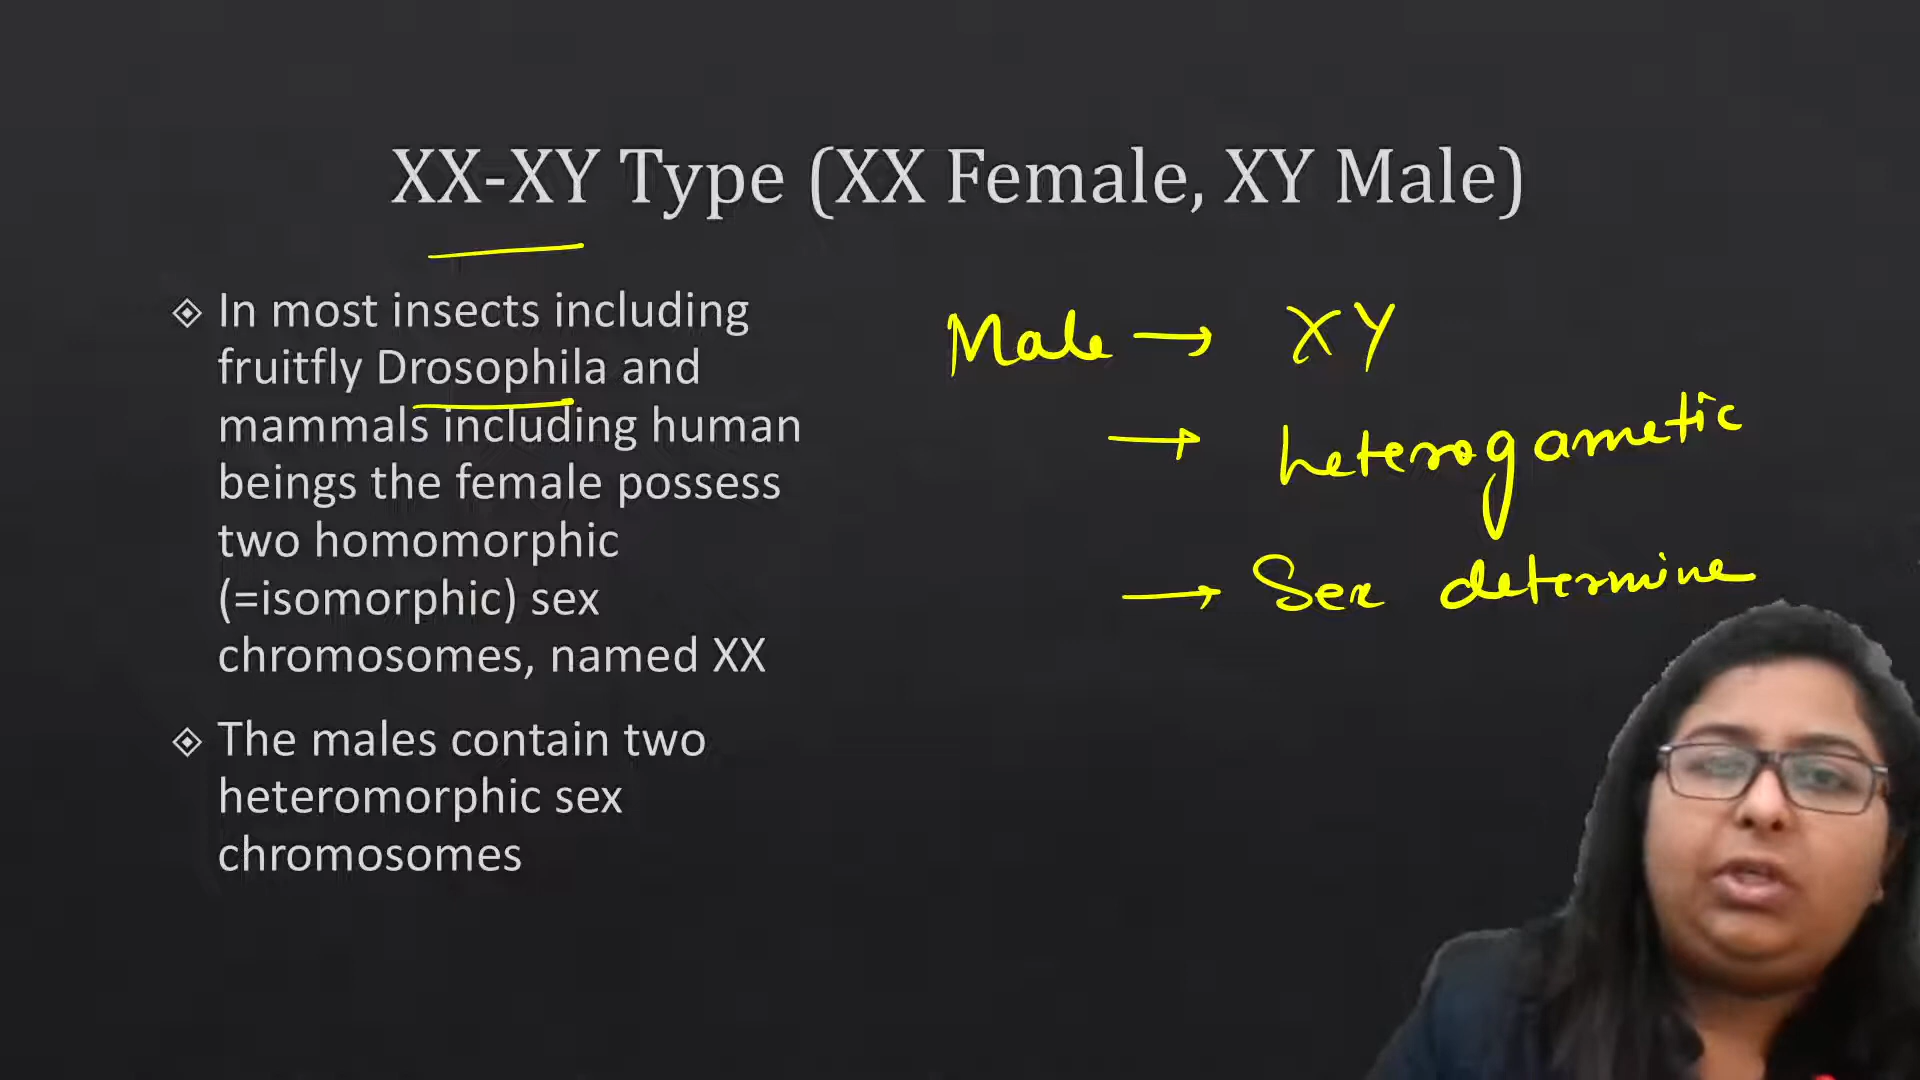 XX-XY Type (XX Female, XY Male)
In most insects including
fruitfly Drosophila and
mammals including human
beings the female possess
two homomorphic
(=isomorphic) sex
chromosomes, named XX
The males contain two
heteromorphic sex
chromosomes
Male → XY
→ heterogametic
→ Sex determine